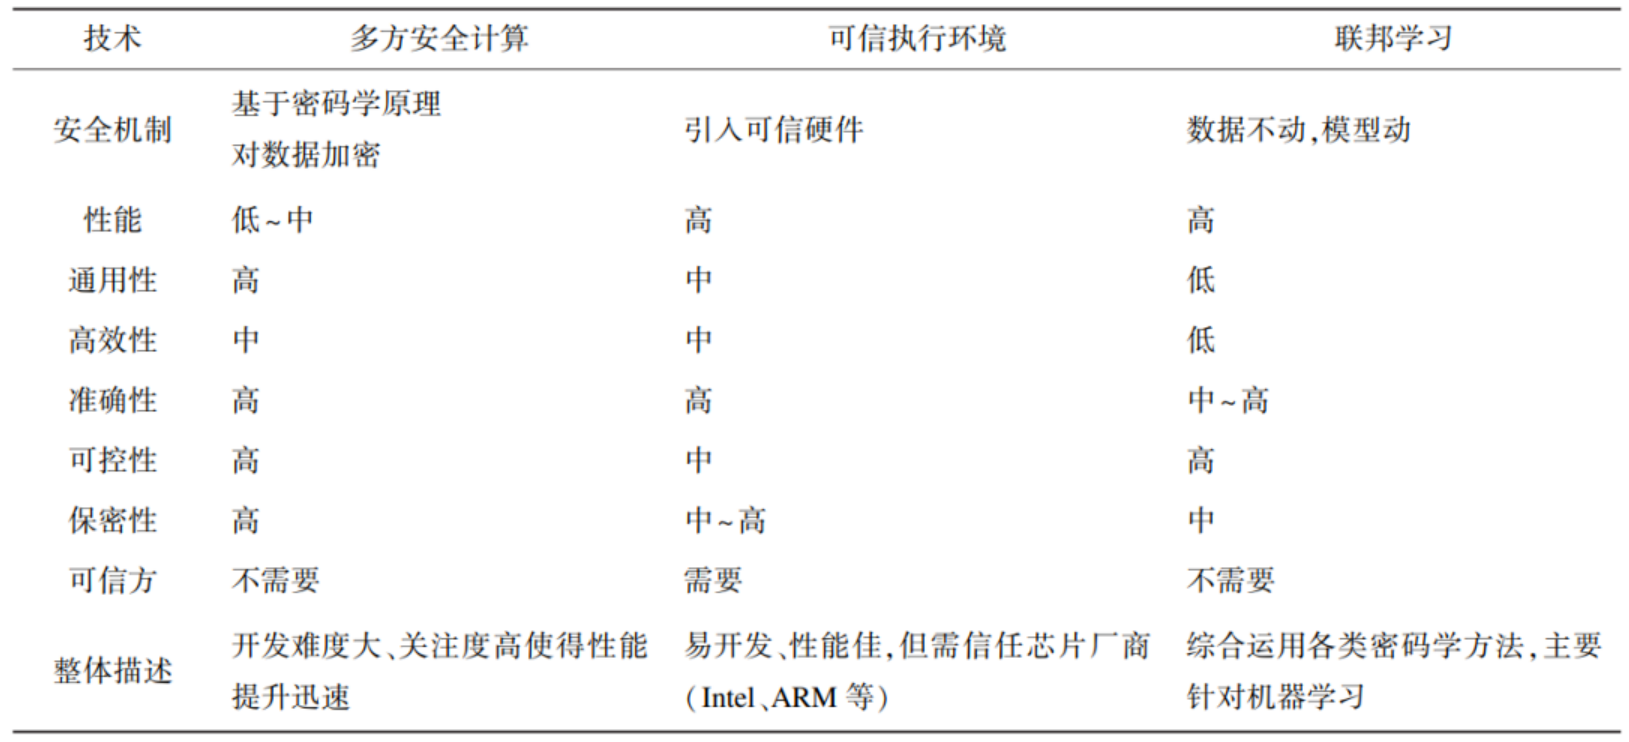 技术 多方安全计算 可信执行环境 联邦学习
安全机制 基于密码学原理 对数据加密 引入可信硬件 数据不动,模型动
性能 低~中 高 高
通用性 高 中 低
高效性 中 中 低
准确性 高 高 中~高
可控性 高 中 高
保密性 高 中~高 中
可信方 不需要 需要 不需要
整体描述 开发难度大、关注度高使得性能 提升迅速 易开发、性能佳,但需信任芯片厂商 (Intel、ARM 等) 综合运用各类密码学方法,主要 针对机器学习